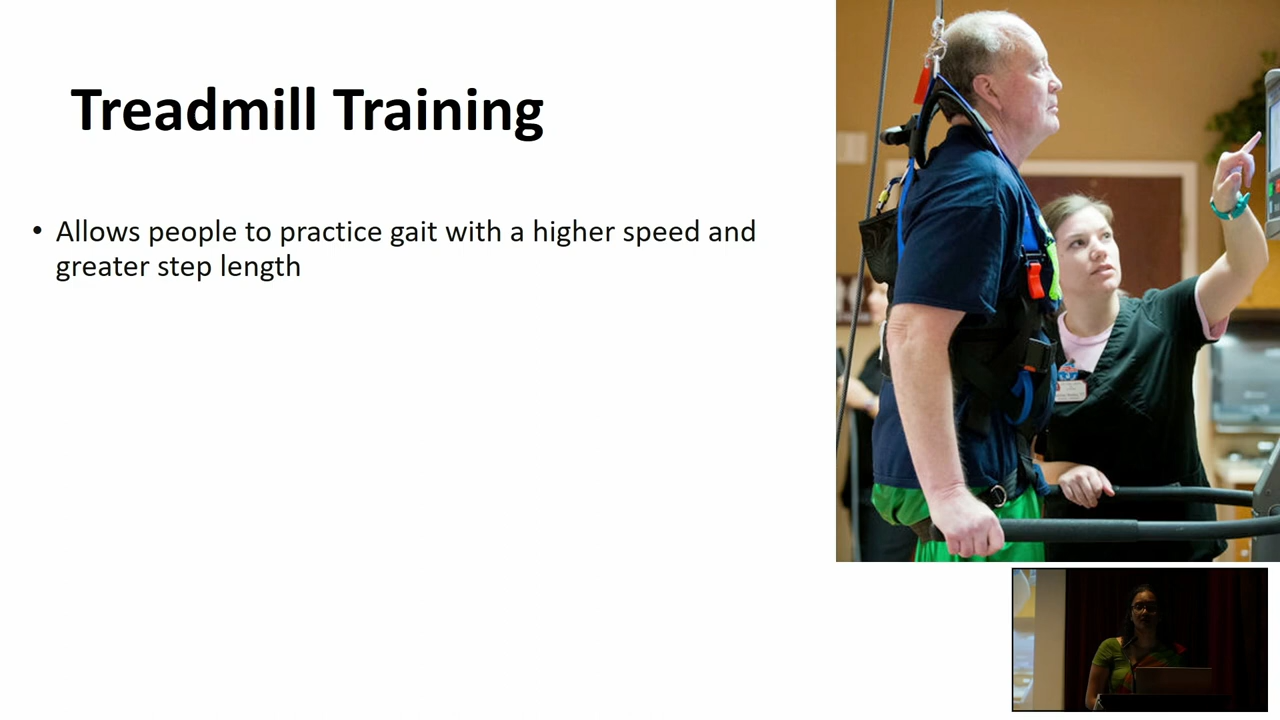 Treadmill Training
• Allows people to practice gait with a higher speed and
greater step length